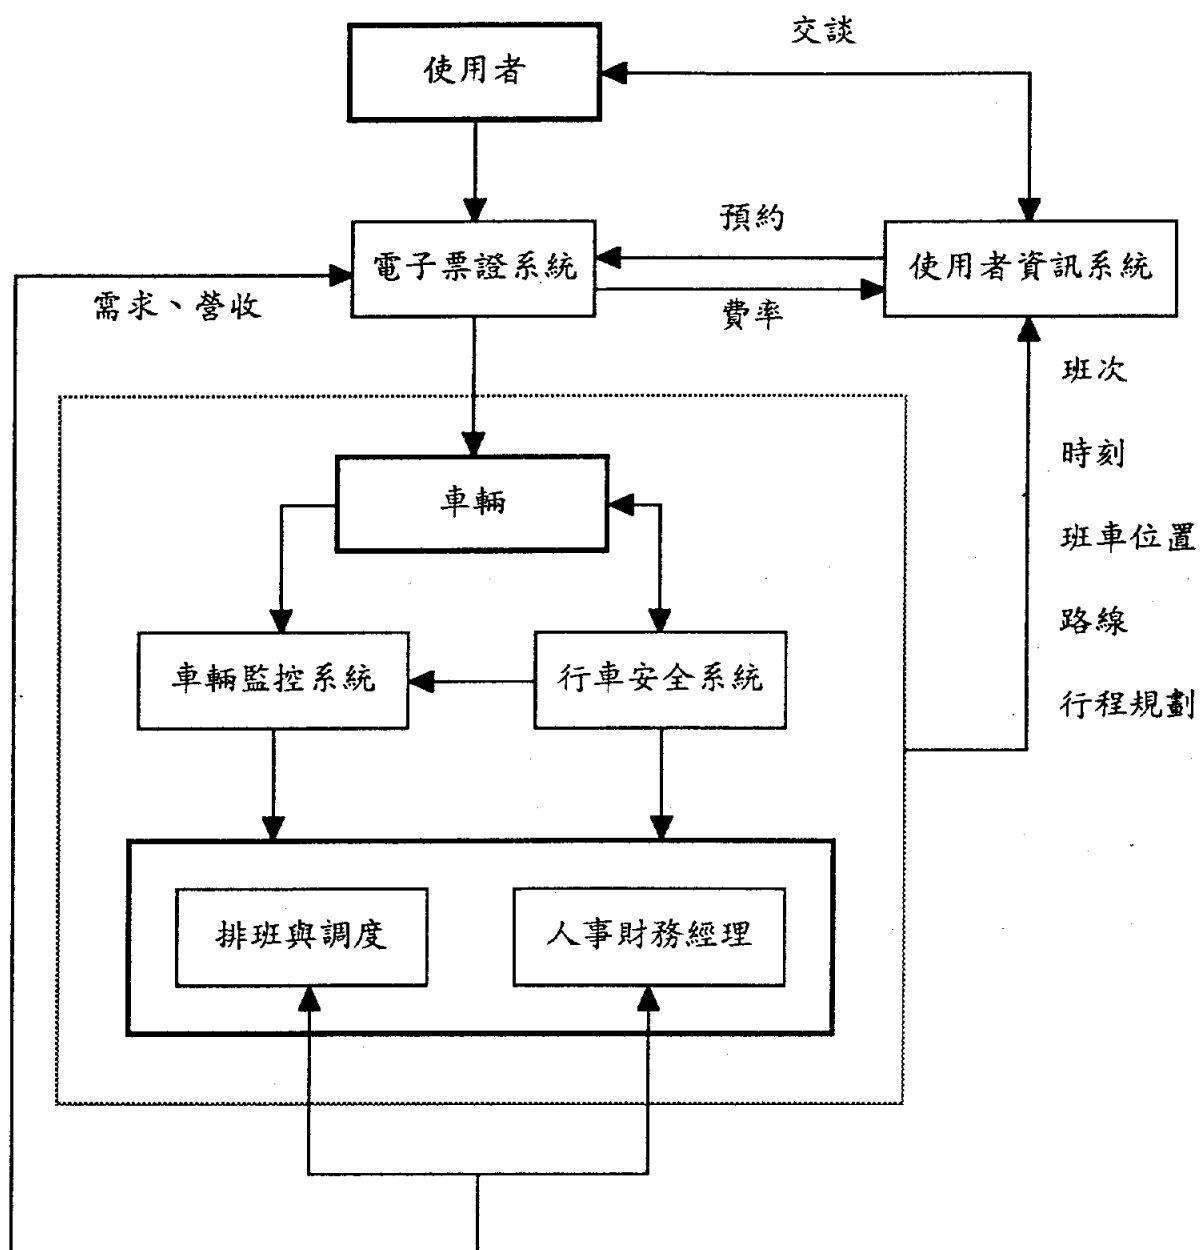 交談
使用者
預約
電子票證系統
使用者資訊系統
需求、營收
費率
班次
時刻
車輛
班車位置
路線
車輛監控系統
行車安全系統
行程規劃
排班與調度
人事財務經理